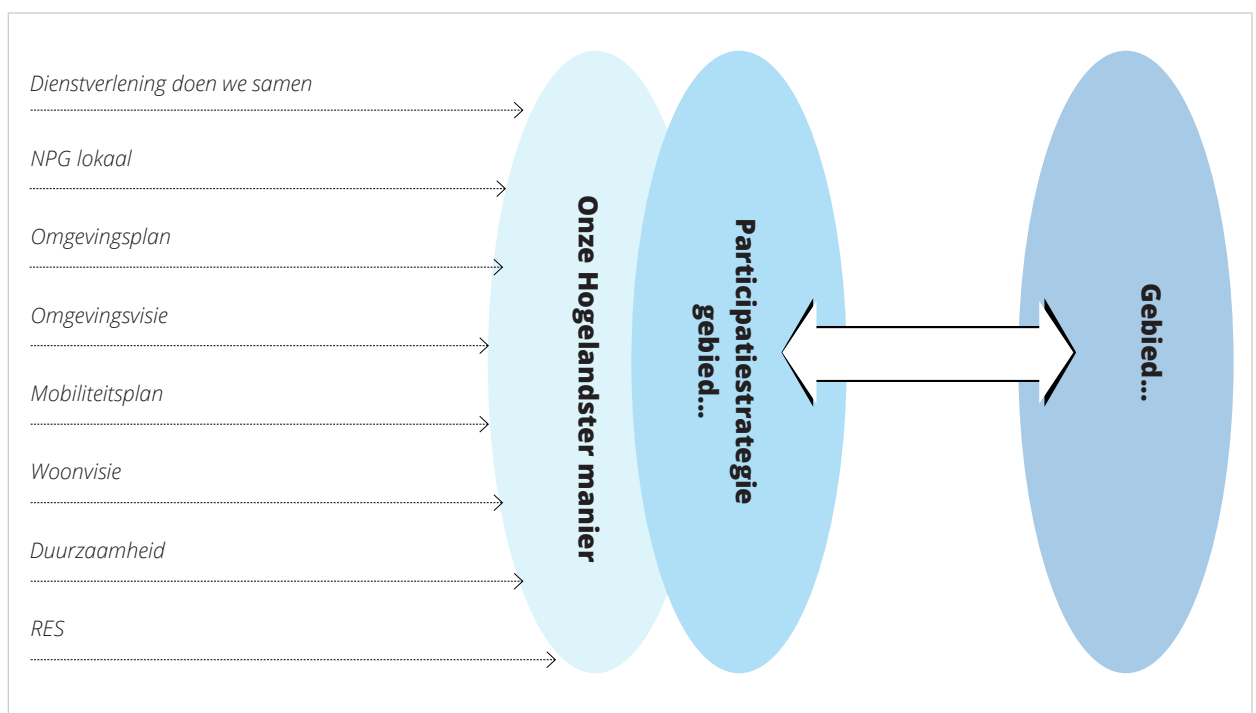 Dienstverlening doen we samen
NPG lokaal
Omgevingsplan
Omgevingsvisie
Mobiliteitsplan
Woonvisie
Duurzaamheid
RES
Onze Hogelandster manier
Participatiestrategie
gebied...
Gebied...